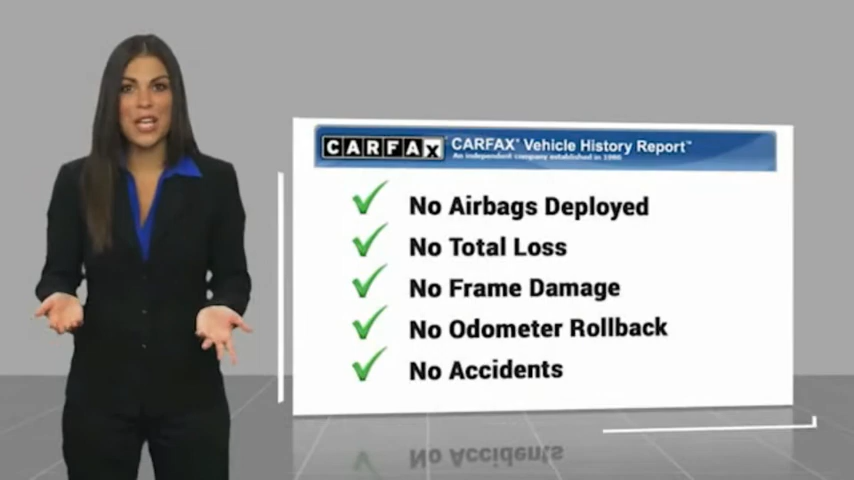 CARFAX CARFAX® Vehicle History Report™
An independent company established in 1986
No Airbags Deployed
No Total Loss
No Frame Damage
No Odometer Rollback
No Accidents
No Accidents